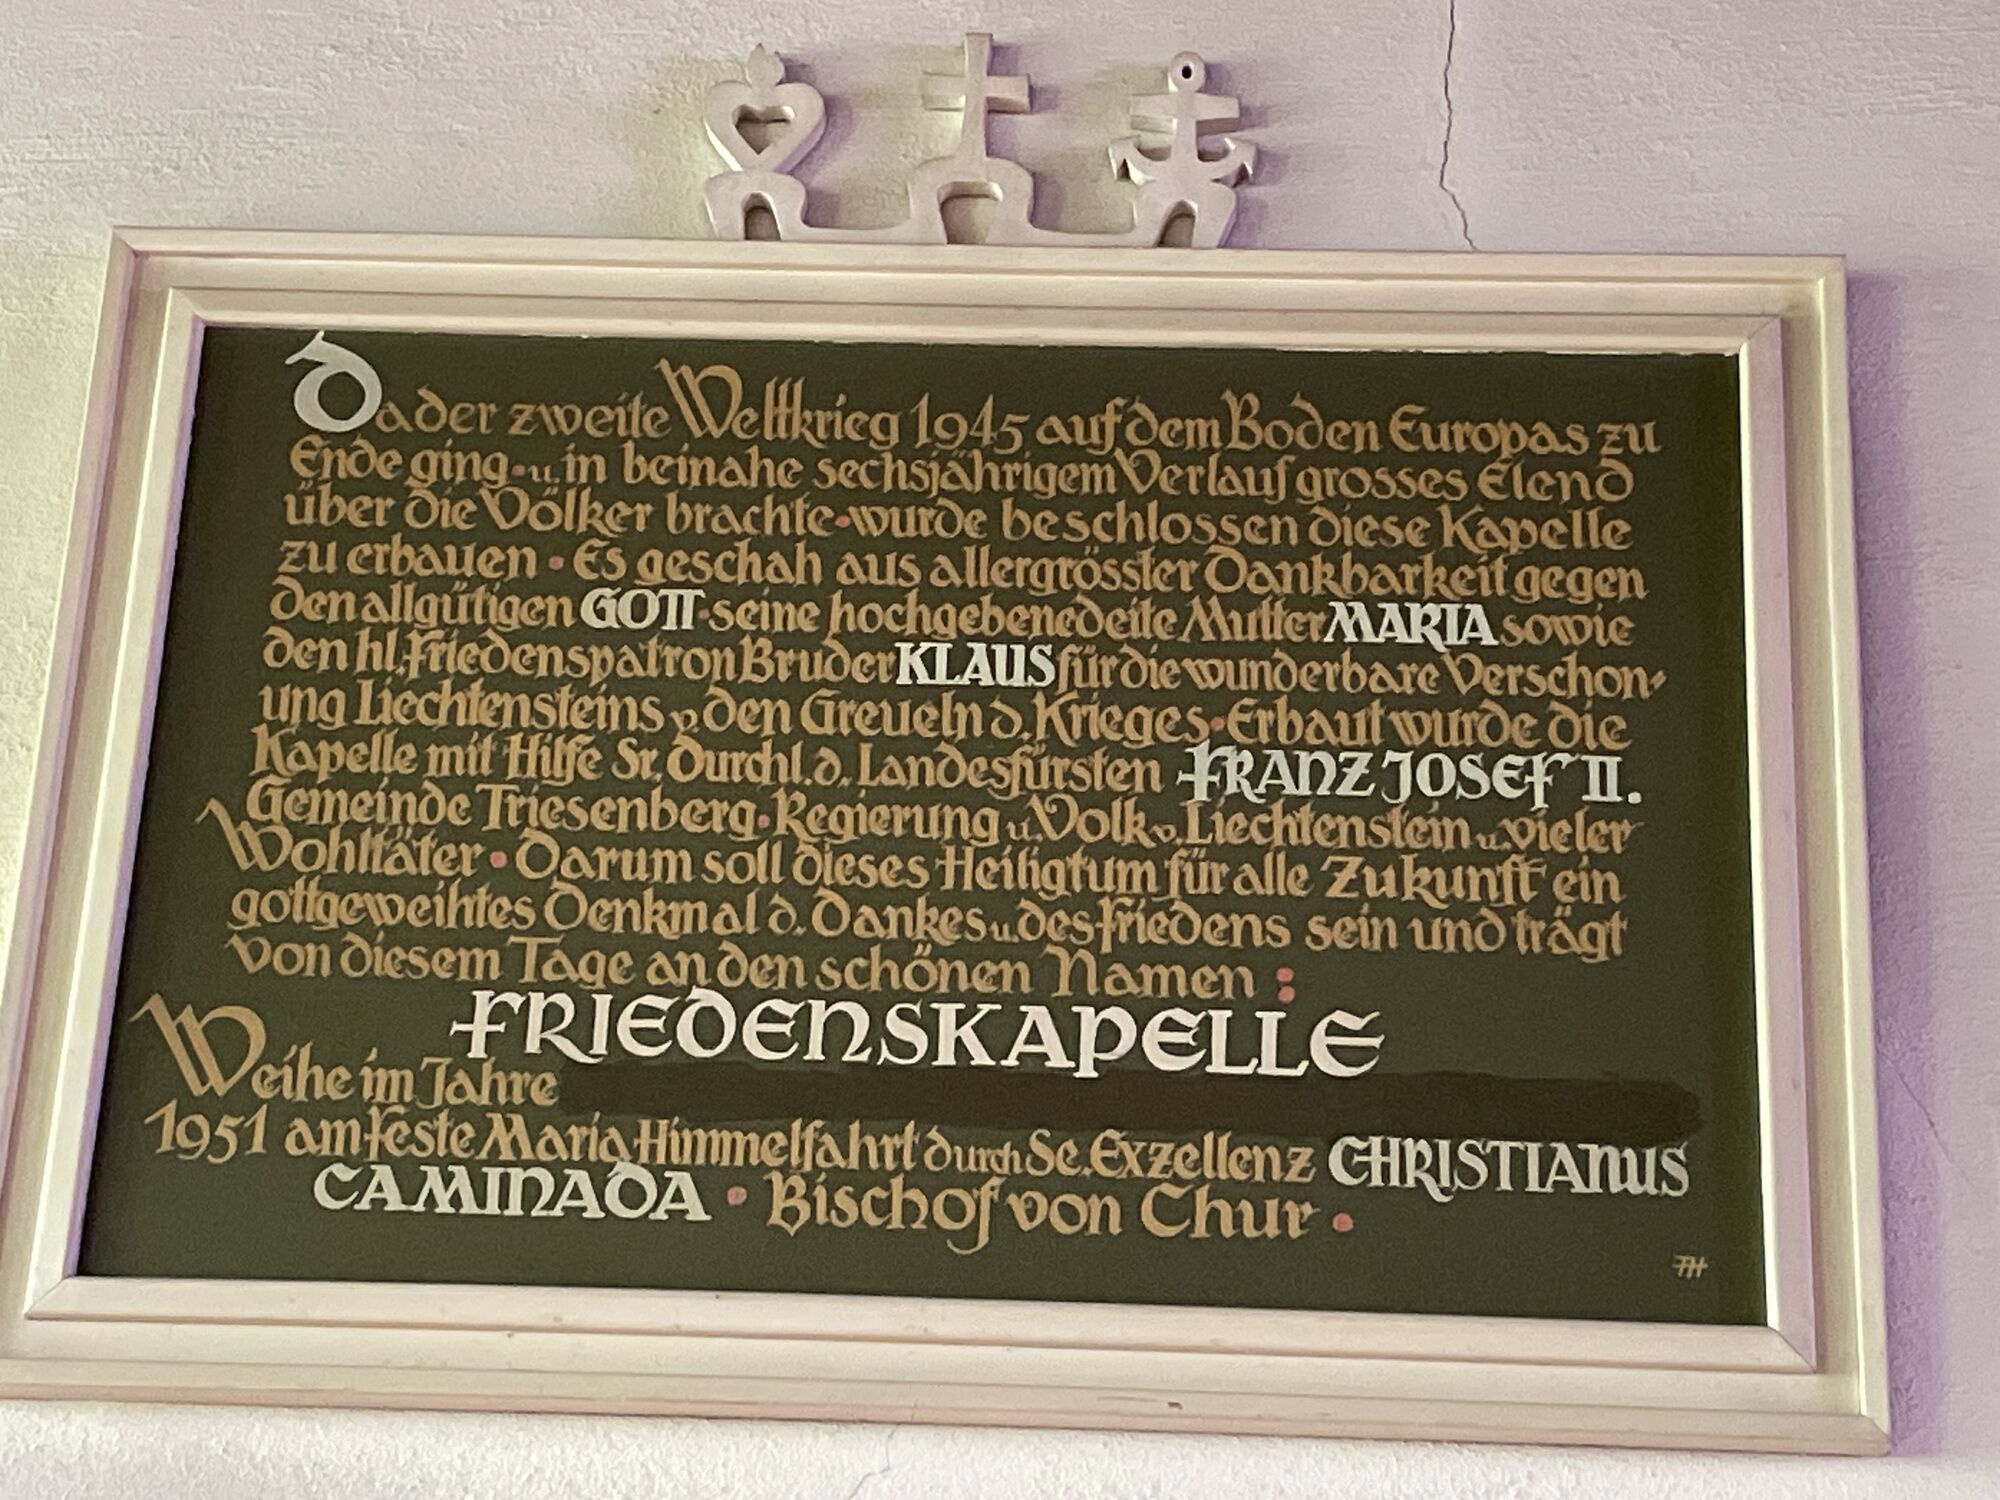 Da der zweite Weltkrieg 1945 auf dem Boden Europas zu
Ende ging • u. in beinahe sechsjährigem Verlauf grosses Elend
über die Völker brachte • wurde beschlossen diese Kapelle
zu erbauen • Es geschah aus allergrösster Dankbarkeit gegen
den allgütigen GOTT • seine hochgebenedeite Mutter MARIA sowie
den hl. Friedenspatron Bruder KLAUS für die wunderbare Verschon-
ung Liechtensteins v. den Greueln d. Krieges • Erbaut wurde die
Kapelle mit Hilfe Sr. Durchl. d. Landesfürsten FRANZ JOSEF II.
Gemeinde Triesenberg • Regierung u. Volk v. Liechtenstein u. vieler
Wohltäter • Darum soll dieses Heiligtum für alle Zukunft ein
gottgeweihtes Denkmal d. Dankes u. des Friedens sein und trägt
von diesem Tage an den schönen Namen :
FRIEDENSKAPELLE
Weihe im Jahre
1951 am Feste Maria Himmelfahrt durch Se. Exzellenz CHRISTIANUS
CAMINADA • Bischof von Chur •